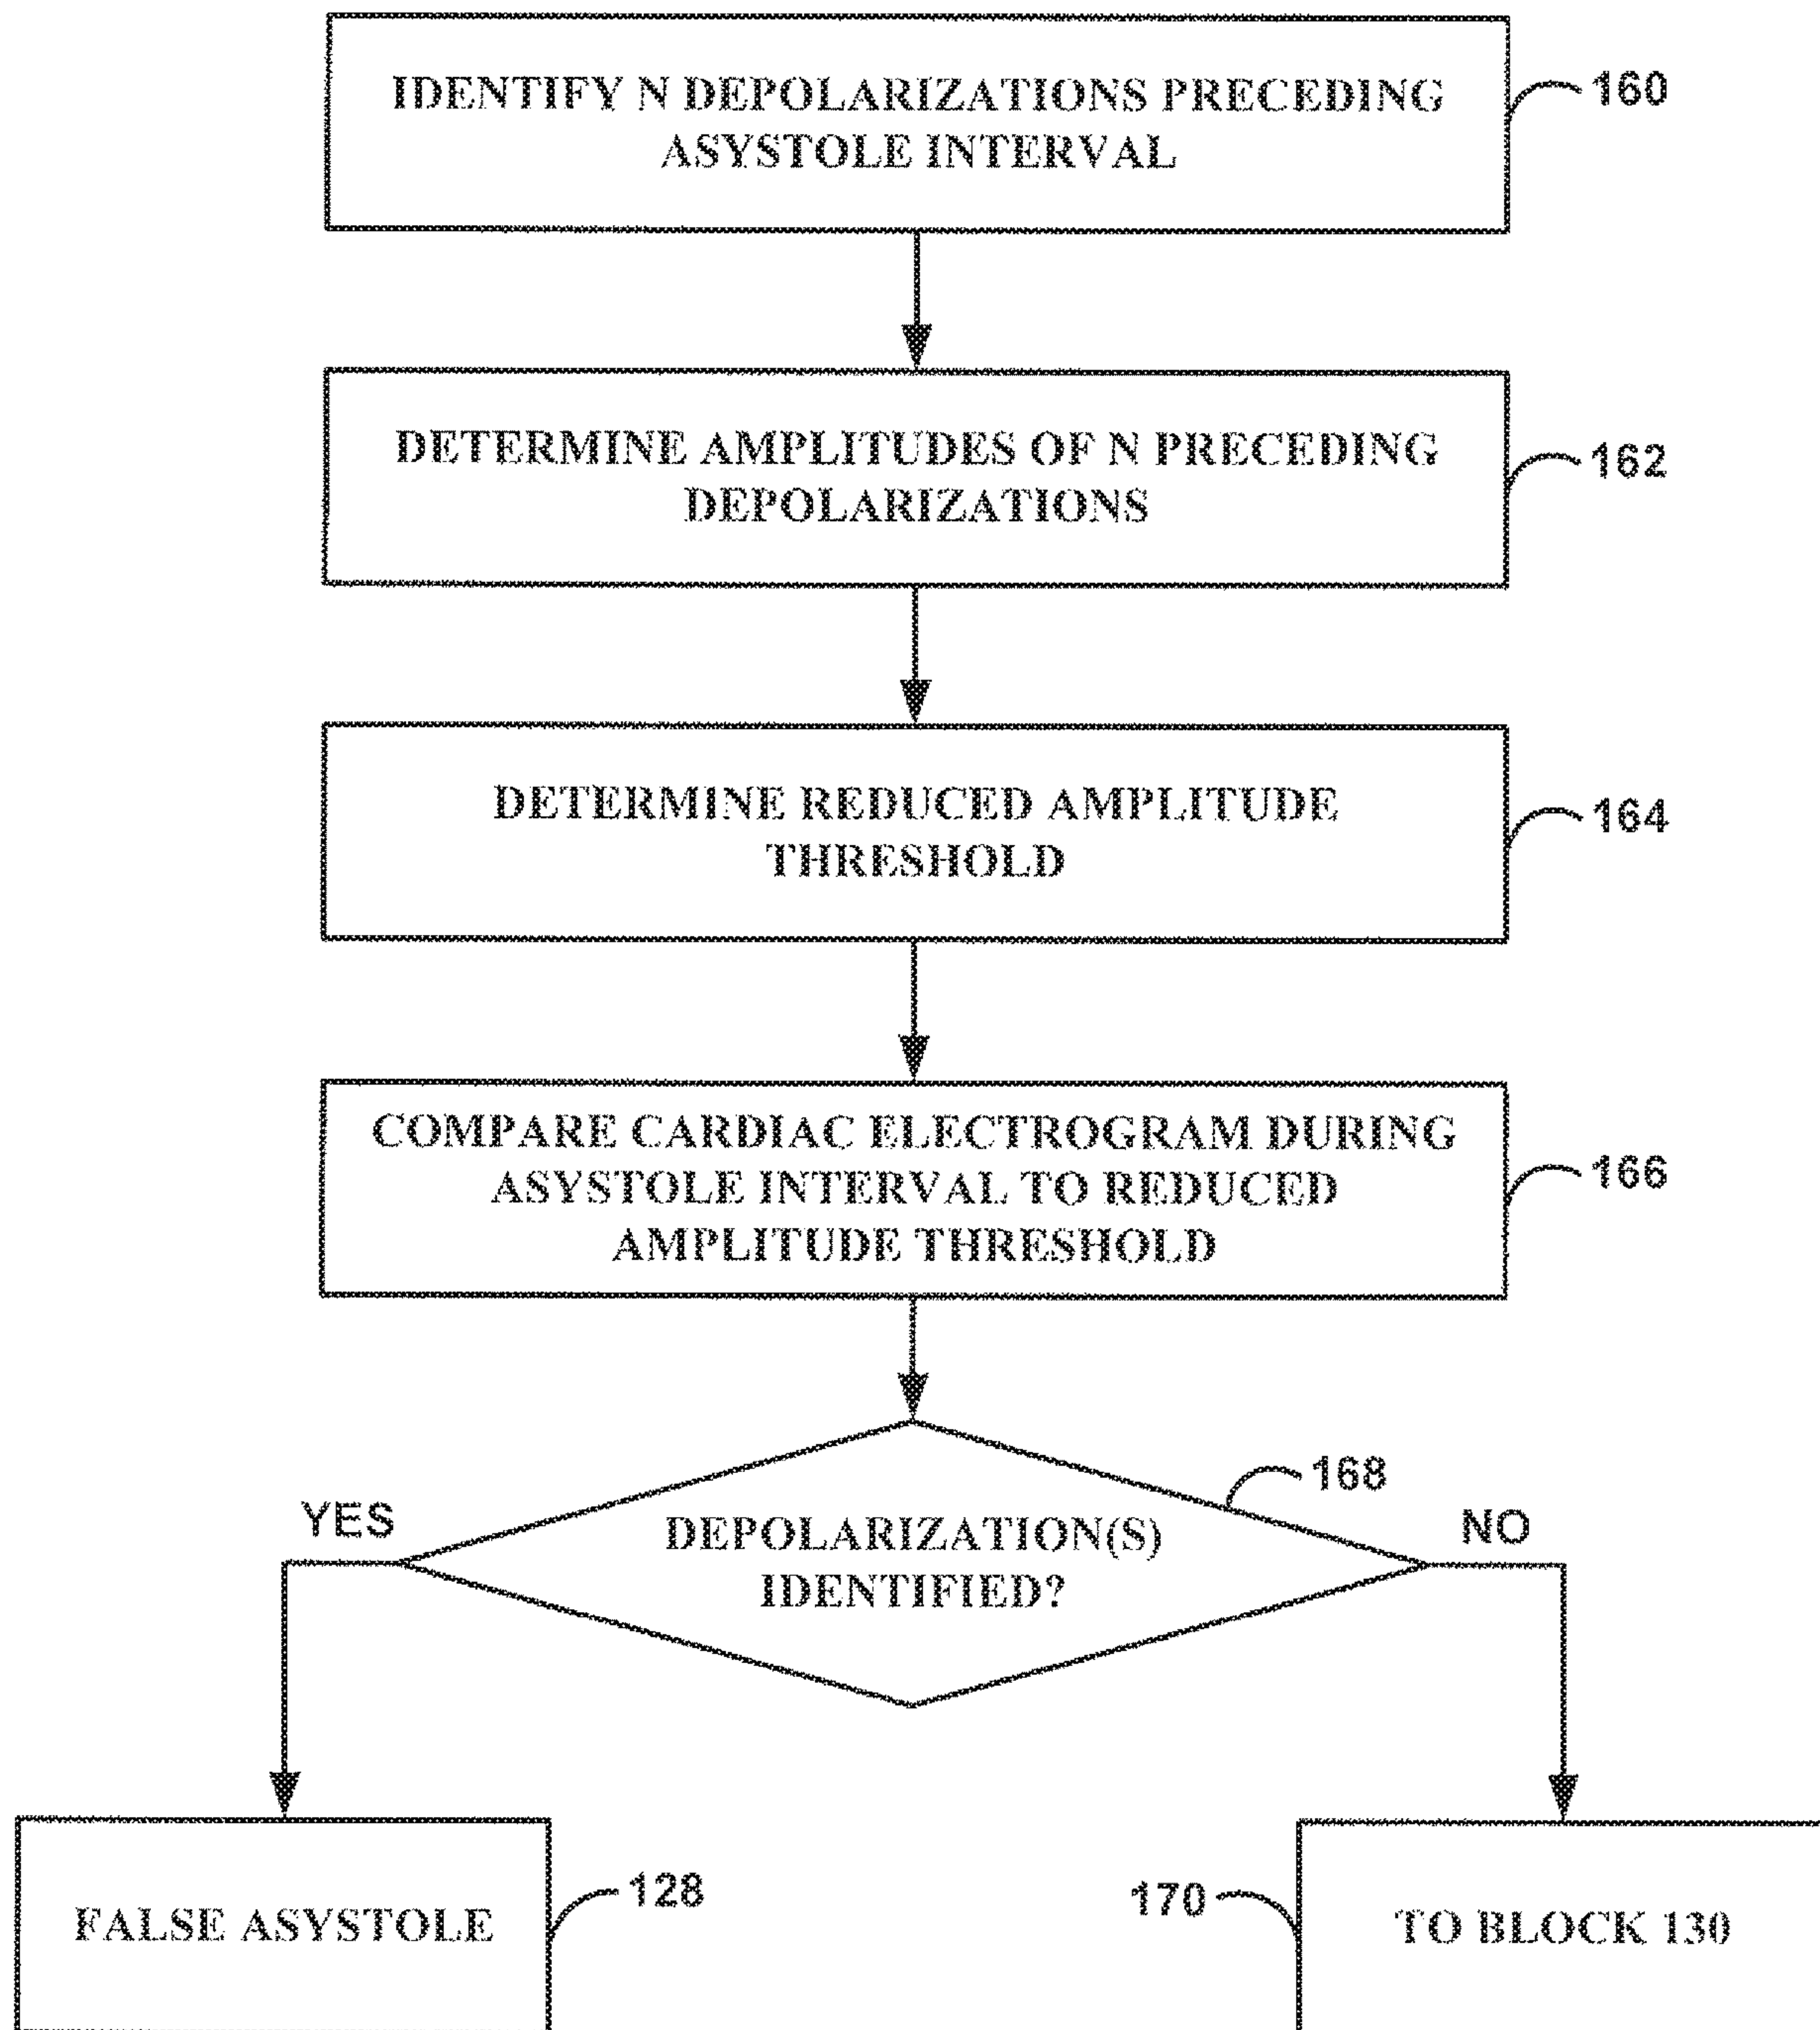 IDENTIFY N DEPOLARIZATIONS PRECEDING
ASYSTOLE INTERVAL
160
DETERMINE AMPLITUDES OF N PRECEDING
DEPOLARIZATIONS
162
DETERMINE REDUCED AMPLITUDE
THRESHOLD
164
COMPARE CARDIAC ELECTROGRAM DURING
ASYSTOLE INTERVAL TO REDUCED
AMPLITUDE THRESHOLD
166
168
YES
NO
DEPOLARIZATION(S)
IDENTIFIED?
FALSE ASYSTOLE
128
170
TO BLOCK 130